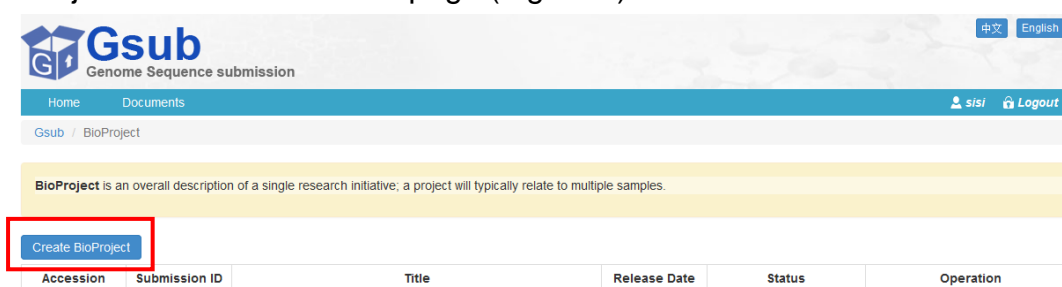 中文 English
Gsub
Genome Sequence submission
Home Documents sisi Logout
Gsub / BioProject
BioProject is an overall description of a single research initiative; a project will typically relate to multiple samples.
Create BioProject
Accession Submission ID Title Release Date Status Operation